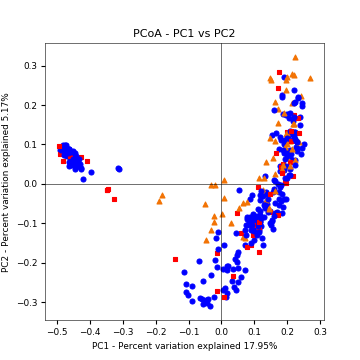 PCoA - PC1 vs PC2
PC2 - Percent variation explained 5.17%
0.3
0.2
0.1
0.0
−0.1
−0.2
−0.3
−0.5 −0.4 −0.3 −0.2 −0.1 0.0 0.1 0.2 0.3
PC1 - Percent variation explained 17.95%